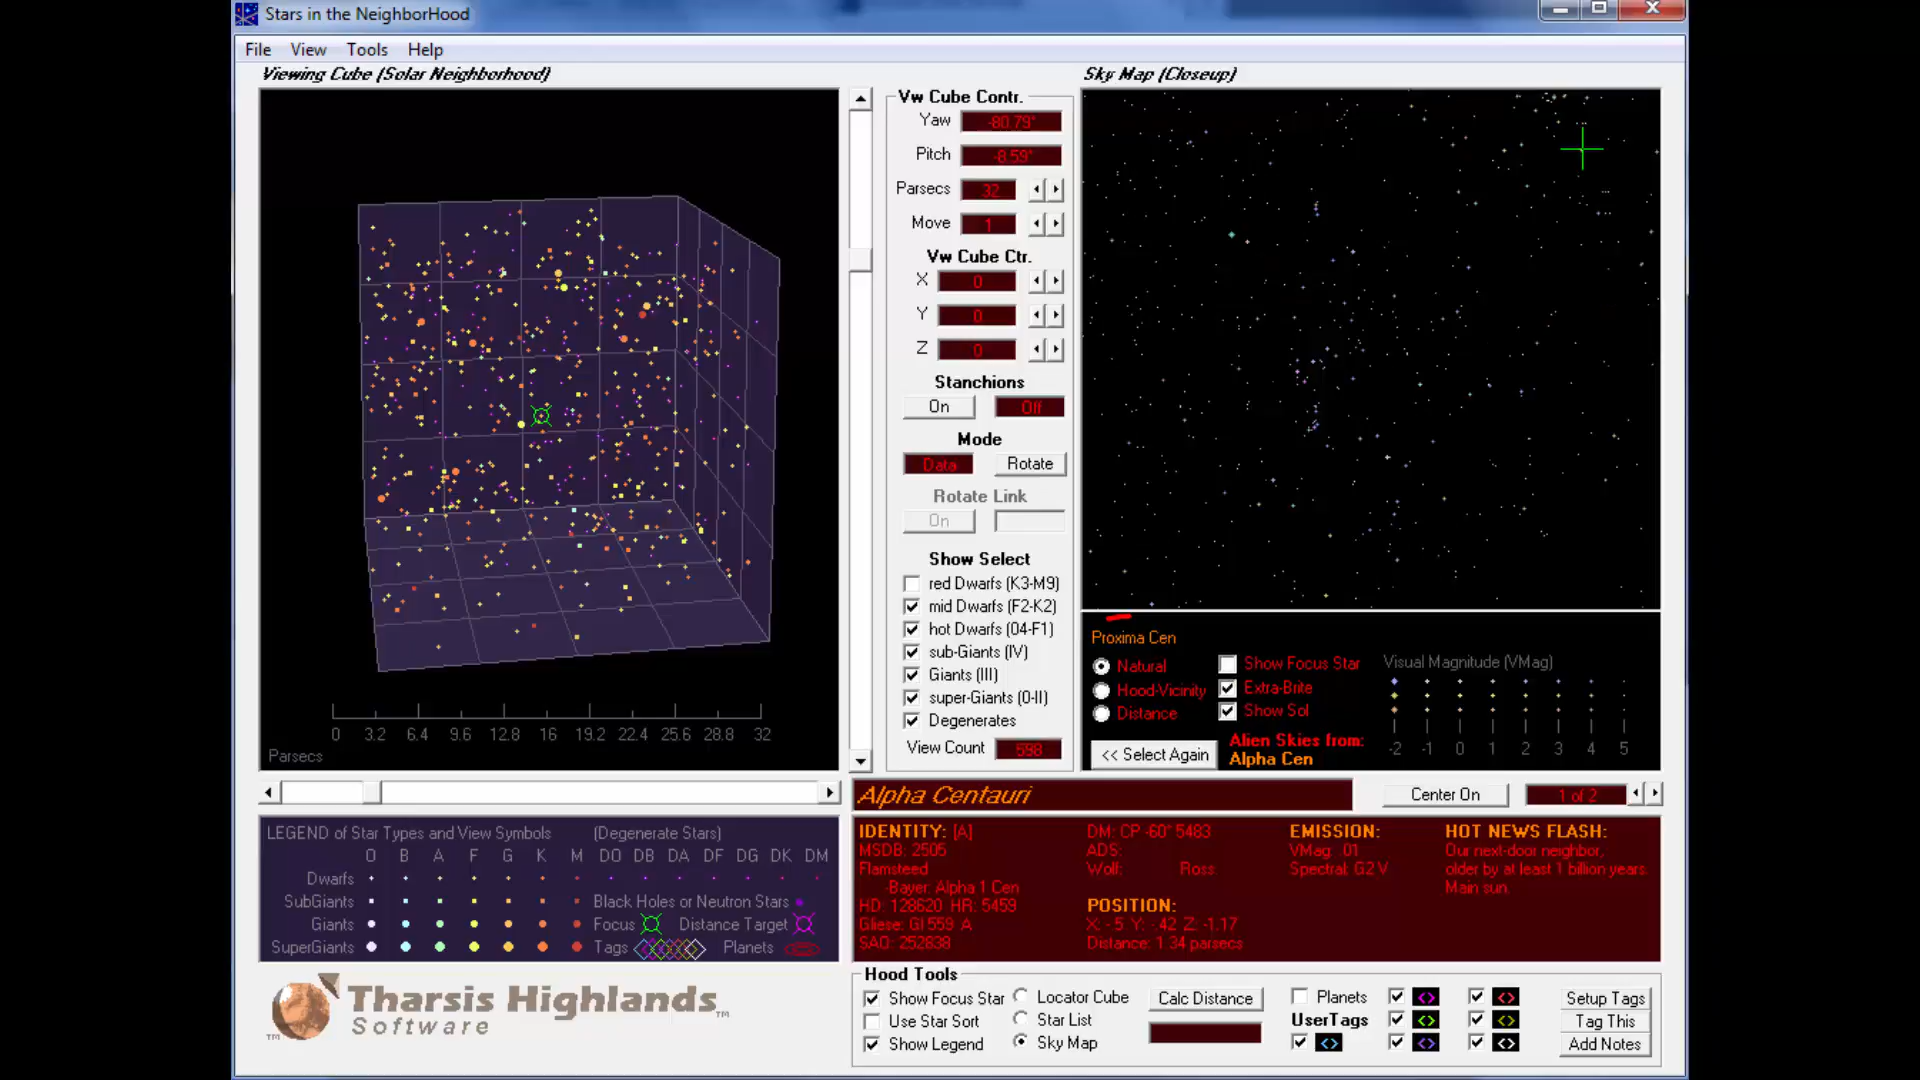 Stars in the NeighborHood
File View Tools Help
Viewing Cube (Solar Neighborhood)
Sky Map (Closeup)
Vw Cube Contr.
Yaw -80.79°
Pitch -8.59°
Parsecs 32
Move 1
Vw Cube Ctr.
X 0
Y 0
Z 0
Stanchions
On Off
Mode
Data Rotate
Rotate Link
On
Show Select
red Dwarfs (K3-M9)
mid Dwarfs (F2-K2)
hot Dwarfs (04-F1)
sub-Giants (IV)
Giants (III)
super-Giants (0-II)
Degenerates
View Count 598
0 3.2 6.4 9.6 12.8 16 19.2 22.4 25.6 28.8 32
Parsecs
Proxima Cen
Natural
Hood-Vicinity
Distance
Show Focus Star
Extra-Brite
Show Sol
Visual Magnitude (VMag)
-2 -1 0 1 2 3 4 5
<< Select Again
Alien Skies from:
Alpha Cen
Alpha Centauri
Center On
1 of 2
LEGEND of Star Types and View Symbols (Degenerate Stars)
O B A F G K M DO DB DA DF DG DK DM
Dwarfs
SubGiants
Black Holes or Neutron Stars
Giants
Focus
Distance Target
SuperGiants
Tags
Planets
IDENTITY: [A]
MSDB: 2505
Flamsteed
-Bayer: Alpha 1 Cen
HD: 128620 HR: 5459
Gliese: Gl 559 A
SAO: 252838
DM: CP -60° 5483
ADS:
Wolf: Ross
POSITION:
X: -.5 Y: -.42 Z: -1.17
Distance: 1.34 parsecs
EMISSION:
VMag: .01
Spectral: G2 V
HOT NEWS FLASH:
Our next-door neighbor,
older by at least 1 billion years.
Main sun.
Tharsis Highlands
Software
TM
TM
Hood Tools
Show Focus Star
Use Star Sort
Show Legend
Locator Cube
Star List
Sky Map
Calc Distance
Planets
UserTags
Setup Tags
Tag This
Add Notes